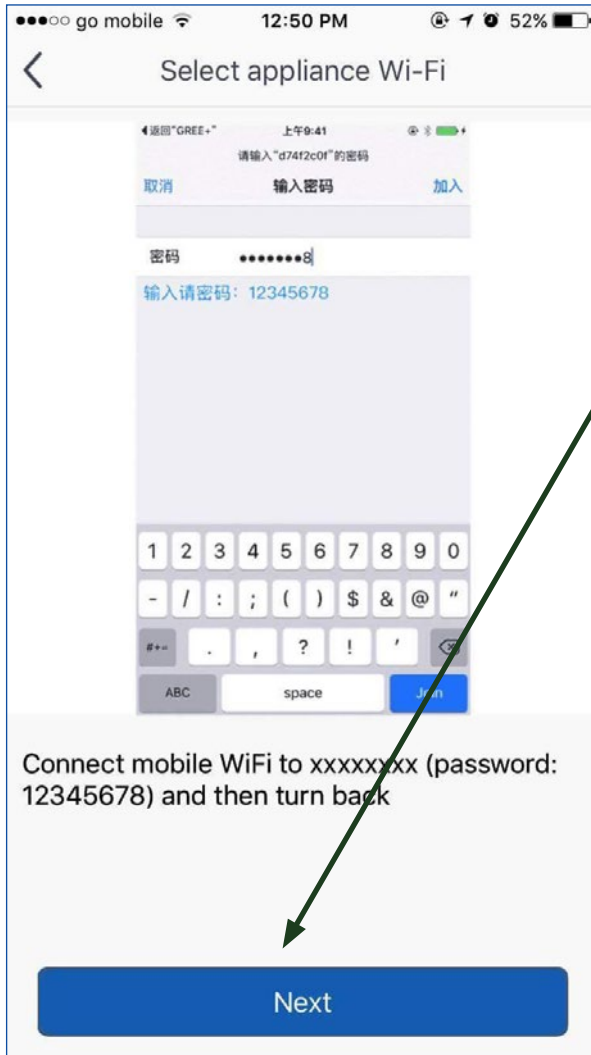 go mobile 12:50 PM 52%
Select appliance Wi-Fi
返回"GREE+" 上午9:41
请输入"d74f2c0f"的密码
取消 输入密码 加入
密码 •••••••8
输入请密码：12345678
1 2 3 4 5 6 7 8 9 0
- / : ; ( ) $ & @ "
#+= . , ? ! '
ABC space Join
Connect mobile WiFi to xxxxxxxx (password:
12345678) and then turn back
Next